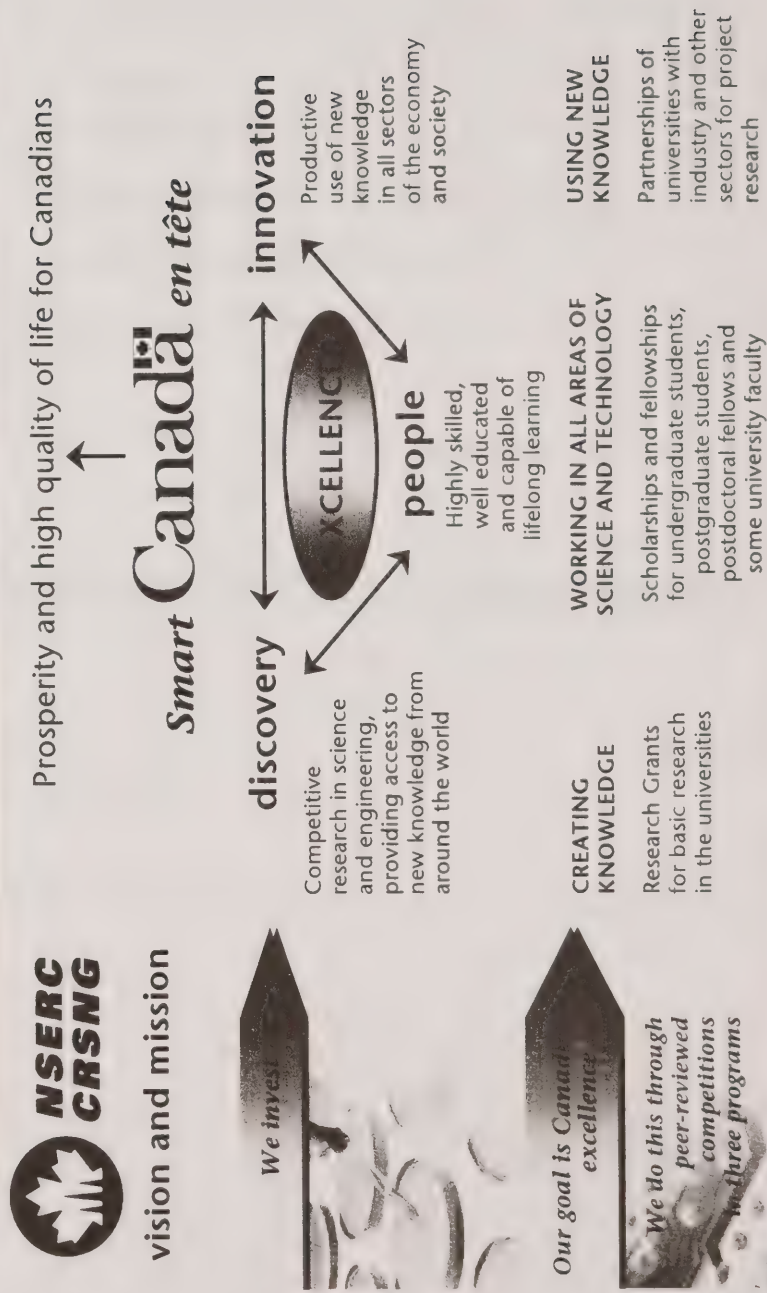 NSERC
CRSNG
vision and mission
Prosperity and high quality of life for Canadians
Smart Canada en tête
We invest
discovery
innovation
EXCELLENCE
people
Competitive
research in science
and engineering,
providing access to
new knowledge from
around the world
Highly skilled,
well educated
and capable of
lifelong learning
Productive
use of new
knowledge
in all sectors
of the economy
and society
Our goal is Canadi
excellence
We do this through
peer-reviewed
competitions
in three programs
CREATING
KNOWLEDGE
Research Grants
for basic research
in the universities
WORKING IN ALL AREAS OF
SCIENCE AND TECHNOLOGY
Scholarships and fellowships
for undergraduate students,
postgraduate students,
postdoctoral fellows and
some university faculty
USING NEW
KNOWLEDGE
Partnerships of
universities with
industry and other
sectors for project
research